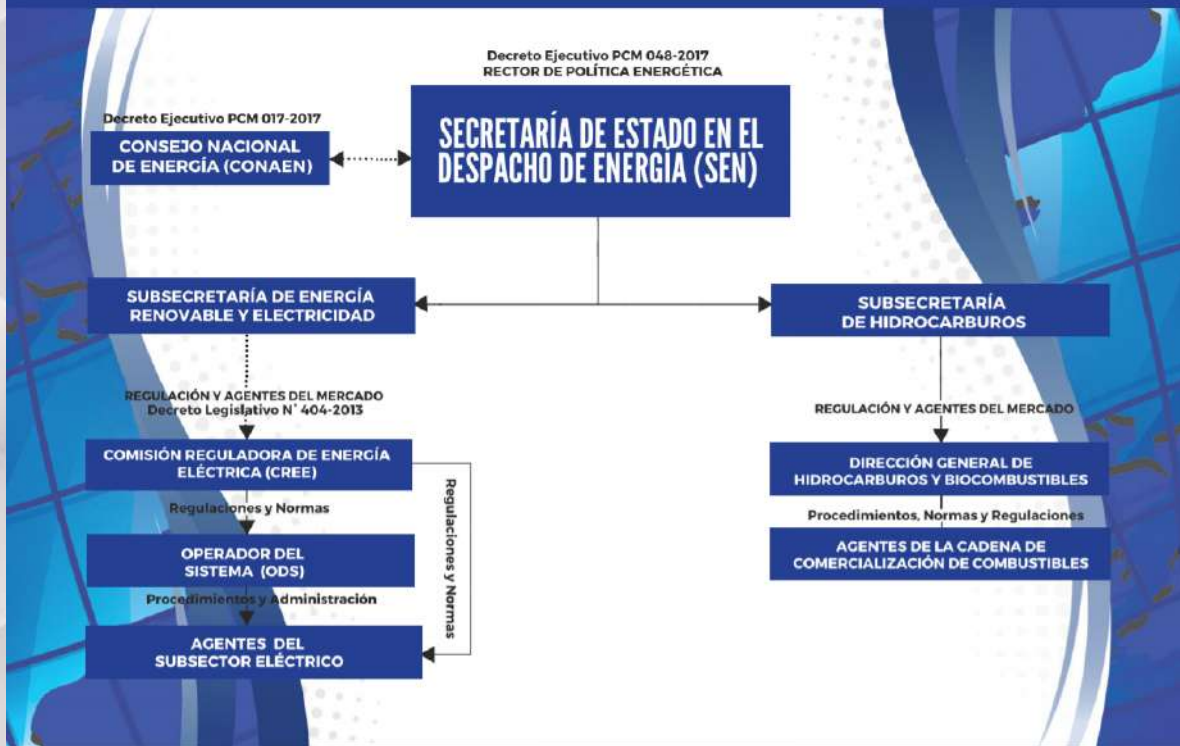 Decreto Ejecutivo PCM 048-2017
RECTOR DE POLÍTICA ENERGÉTICA
SECRETARÍA DE ESTADO EN EL
DESPACHO DE ENERGÍA (SEN)
Decreto Ejecutivo PCM 017-2017
CONSEJO NACIONAL
DE ENERGÍA (CONAEN)
SUBSECRETARÍA DE ENERGÍA
RENOVABLE Y ELECTRICIDAD
SUBSECRETARÍA
DE HIDROCARBUROS
REGULACIÓN Y AGENTES DEL MERCADO
Decreto Legislativo N° 404-2013
COMISIÓN REGULADORA DE ENERGÍA
ELÉCTRICA (CREE)
Regulaciones y Normas
OPERADOR DEL
SISTEMA (ODS)
Procedimientos y Administración
AGENTES DEL
SUBSECTOR ELÉCTRICO
Regulaciones y Normas
REGULACIÓN Y AGENTES DEL MERCADO
DIRECCIÓN GENERAL DE
HIDROCARBUROS Y BIOCOMBUSTIBLES
Procedimientos, Normas y Regulaciones
AGENTES DE LA CADENA DE
COMERCIALIZACIÓN DE COMBUSTIBLES